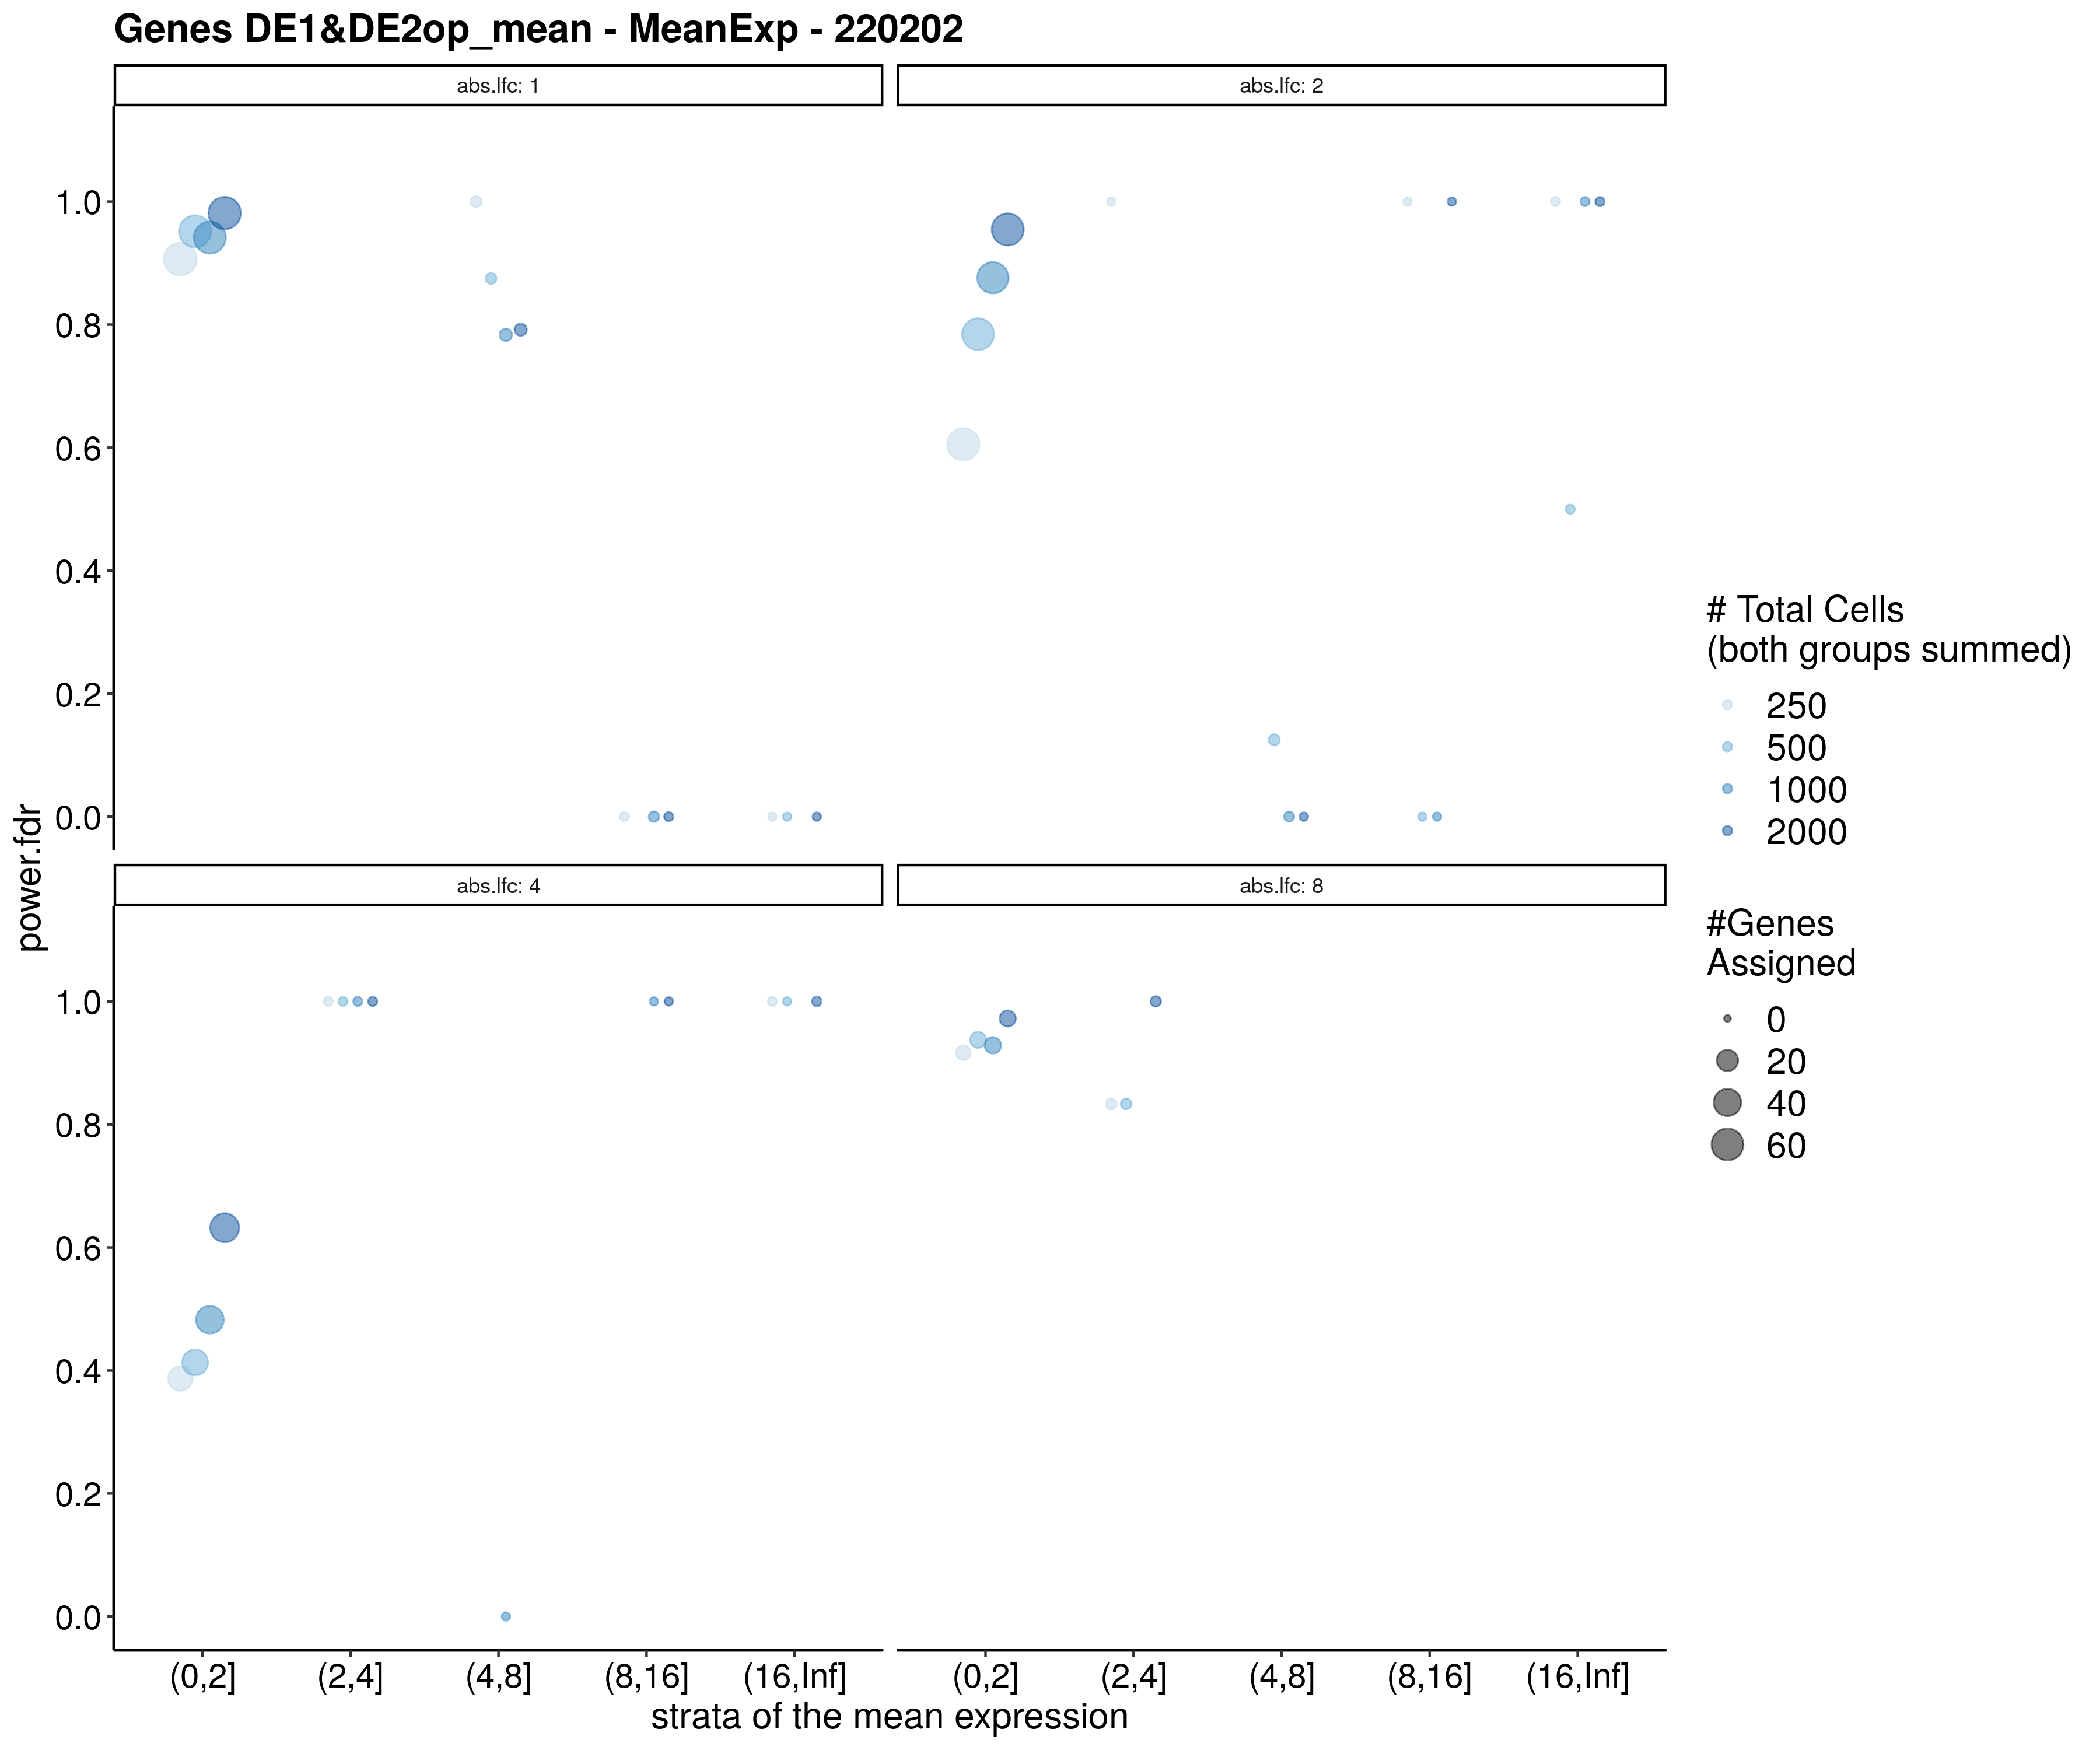 Genes DE1&DE2op_mean - MeanExp - 220202
abs.lfc: 1
abs.lfc: 2
1.0
0.8
0.6
0.4
0.2
0.0
abs.lfc: 4
abs.lfc: 8
1.0
0.8
0.6
0.4
0.2
0.0
power.fdr
(0,2]
(2,4]
(4,8]
(8,16]
(16,Inf]
(0,2]
(2,4]
(4,8]
(8,16]
(16,Inf]
strata of the mean expression
# Total Cells
(both groups summed)
250
500
1000
2000
#Genes
Assigned
0
20
40
60